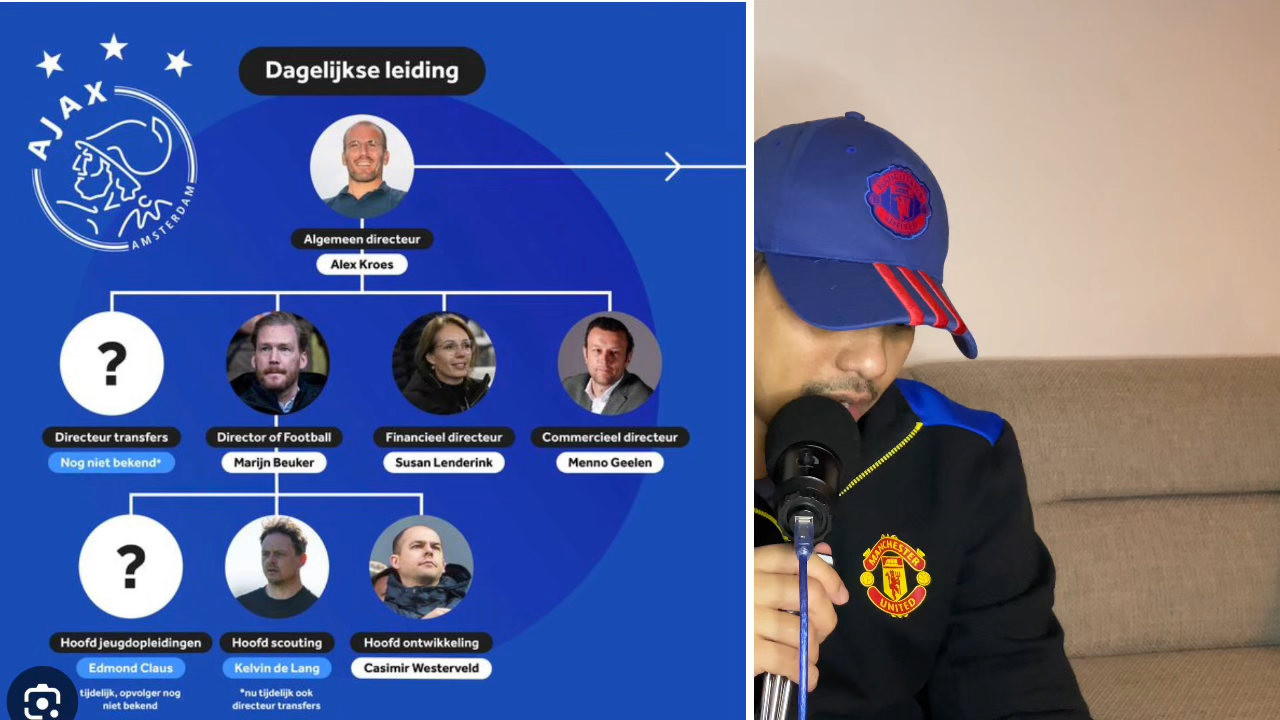 AJAX
AMSTERDAM
Dagelijkse leiding
Algemeen directeur
Alex Kroes
?
Directeur transfers
Nog niet bekend*
Director of Football
Marijn Beuker
Financieel directeur
Susan Lenderink
Commercieel directeur
Menno Geelen
?
Hoofd jeugdopleidingen
Edmond Claus
tijdelijk, opvolger nog
niet bekend
Hoofd scouting
Kelvin de Lang
*nu tijdelijk ook
directeur transfers
Hoofd ontwikkeling
Casimir Westerveld
UNITED
MANCHESTER
UNITED